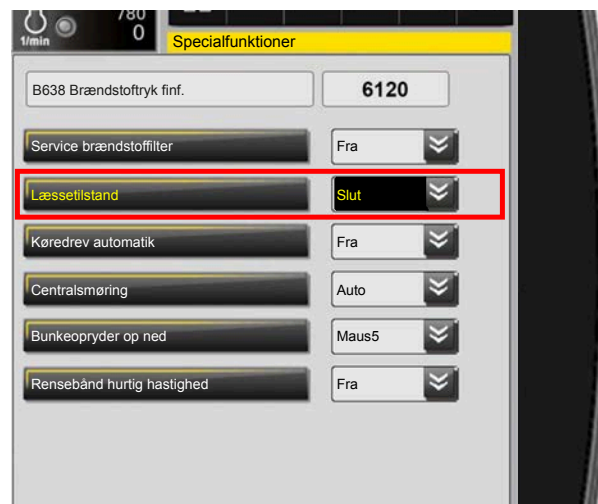 780
1/min 0
Specialfunktioner
B638 Brændstoftryk finf. 6120
Service brændstoffilter Fra
Læssetilstand Slut
Køredrev automatik Fra
Centralsmøring Auto
Bunkeopryder op ned Maus5
Rensebånd hurtig hastighed Fra